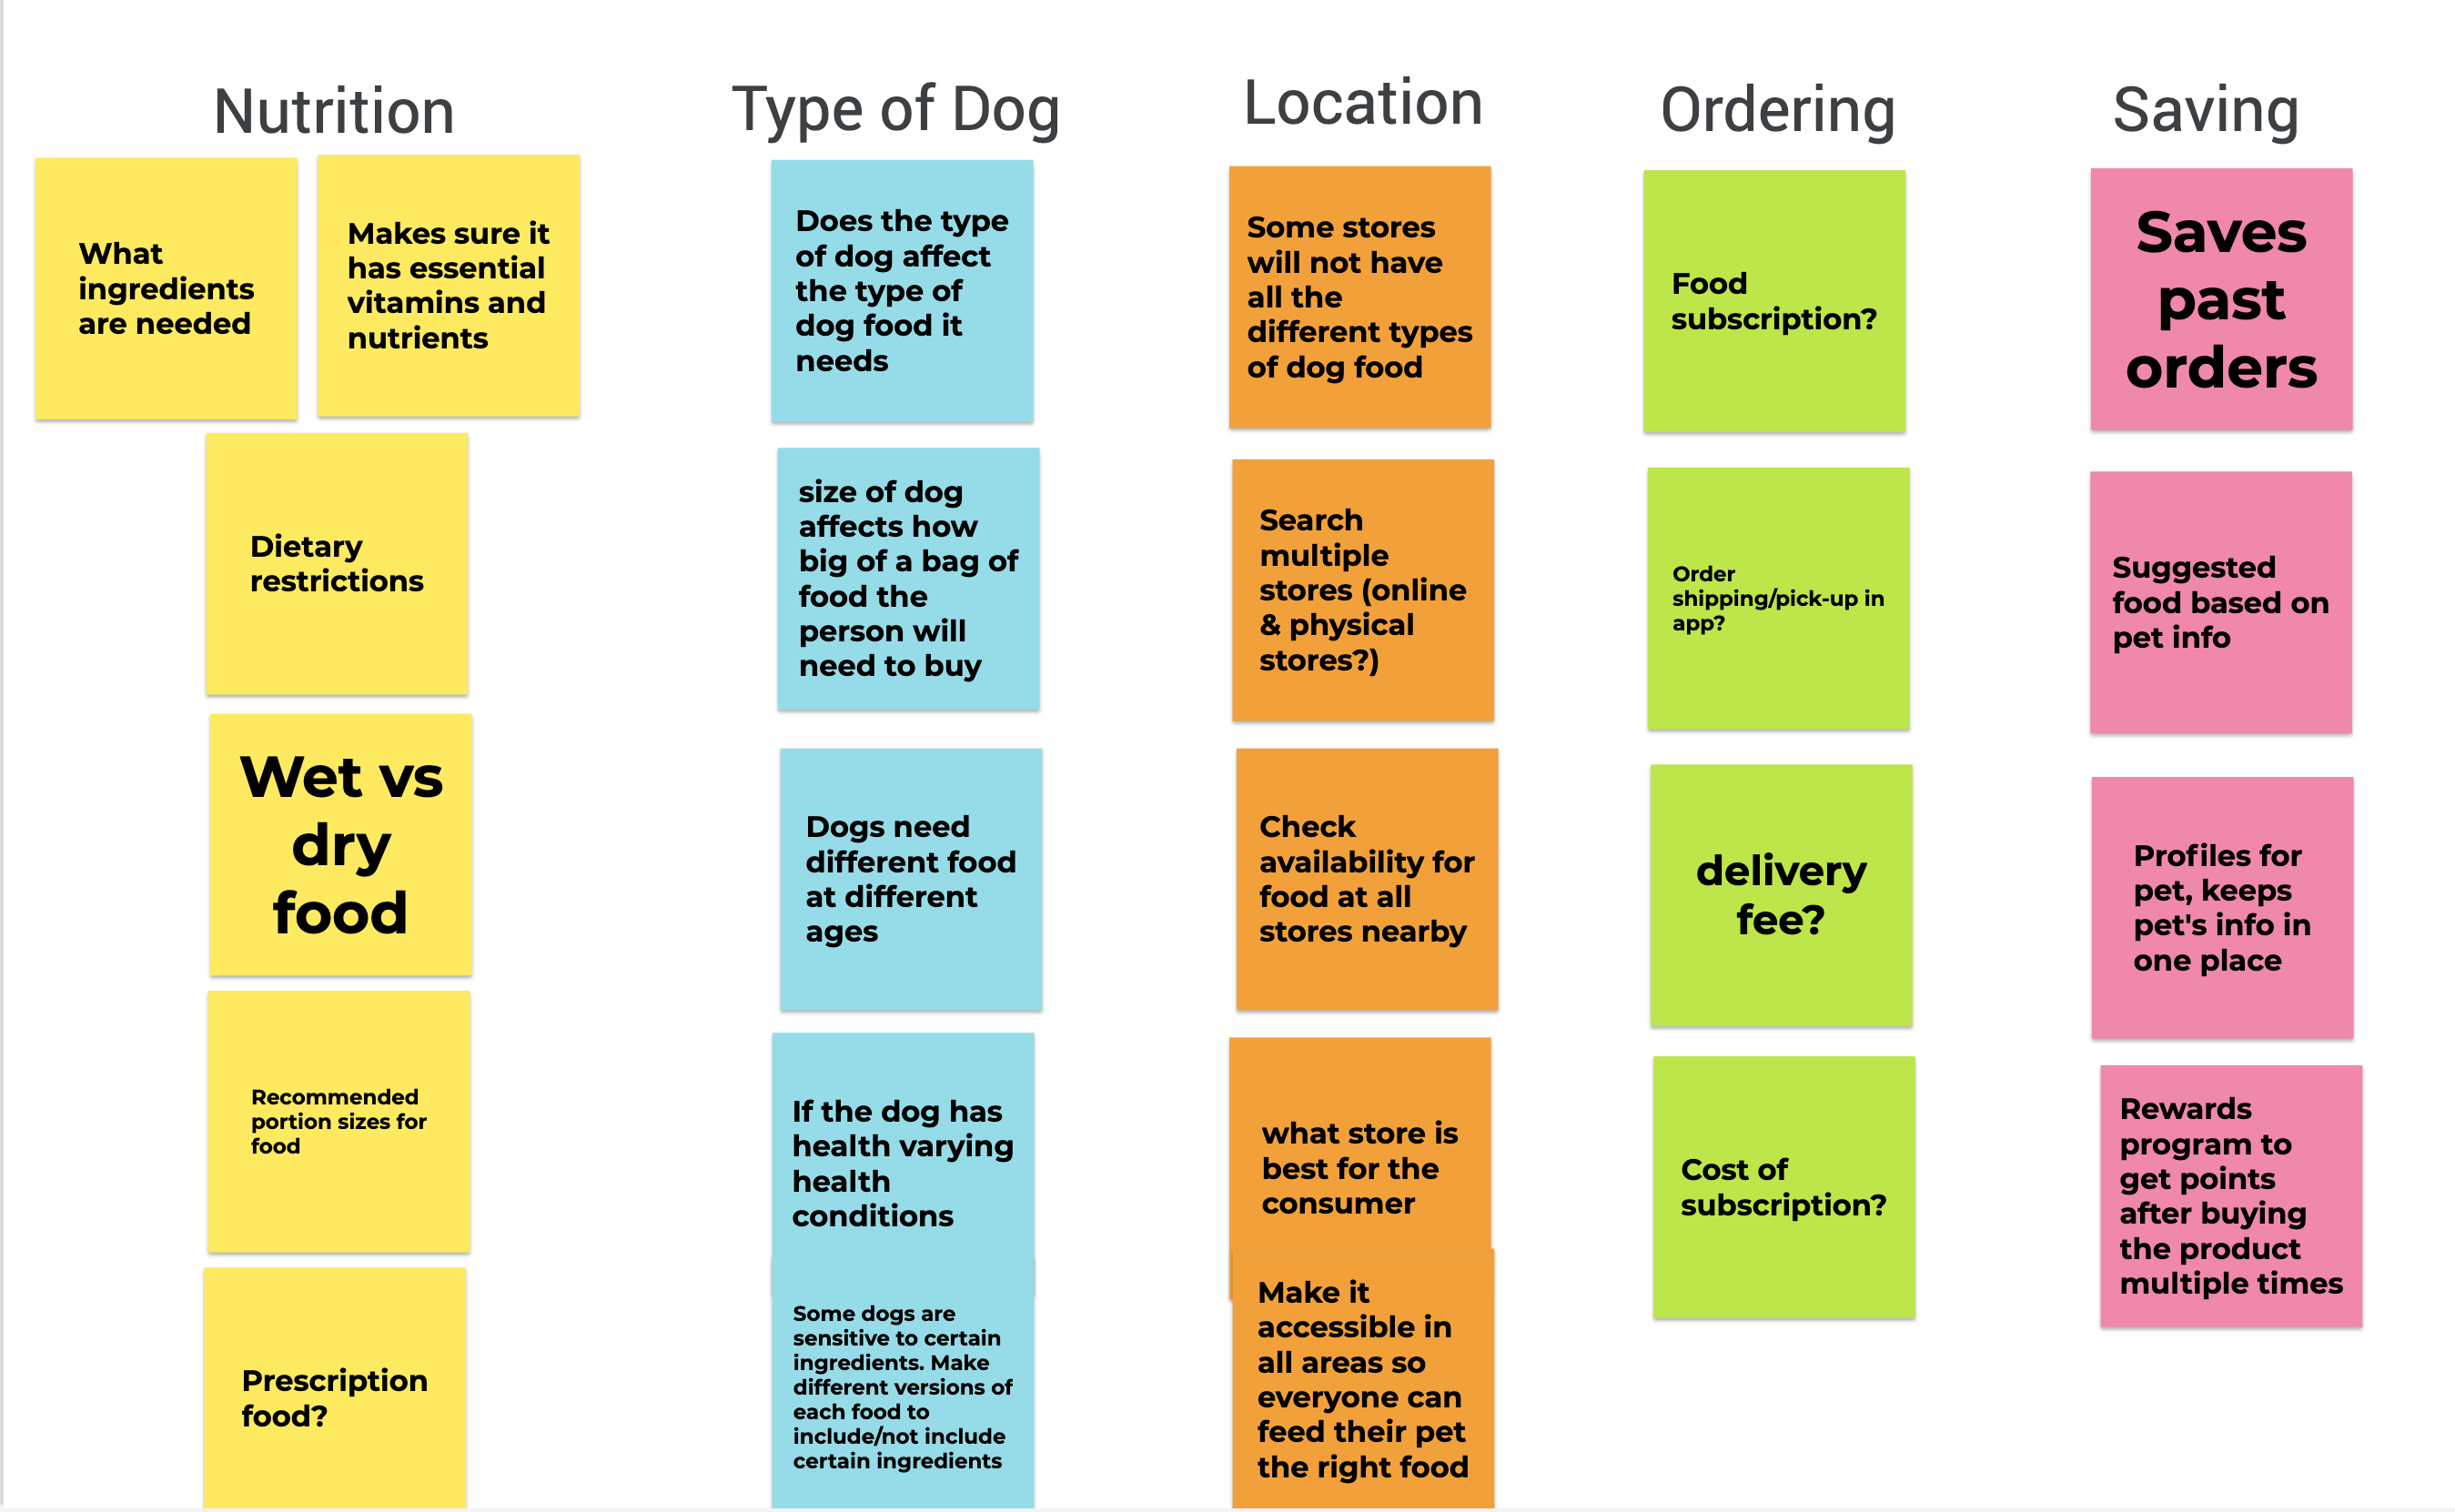 Nutrition
What
ingredients
are needed
Makes sure it
has essential
vitamins and
nutrients
Dietary
restrictions
Wet vs
dry
food
Recommended
portion sizes for
food
Prescription
food?
Type of Dog
Does the type
of dog affect
the type of
dog food it
needs
size of dog
affects how
big of a bag of
food the
person will
need to buy
Dogs need
different food
at different
ages
If the dog has
health varying
health
conditions
Some dogs are
sensitive to certain
ingredients. Make
different versions of
each food to
include/not include
certain ingredients
Location
Some stores
will not have
all the
different types
of dog food
Search
multiple
stores (online
& physical
stores?)
Check
availability for
food at all
stores nearby
what store is
best for the
consumer
Make it
accessible in
all areas so
everyone can
feed their pet
the right food
Ordering
Food
subscription?
Order
shipping/pick-up in
app?
delivery
fee?
Cost of
subscription?
Saving
Saves
past
orders
Suggested
food based on
pet info
Profiles for
pet, keeps
pet's info in
one place
Rewards
program to
get points
after buying
the product
multiple times